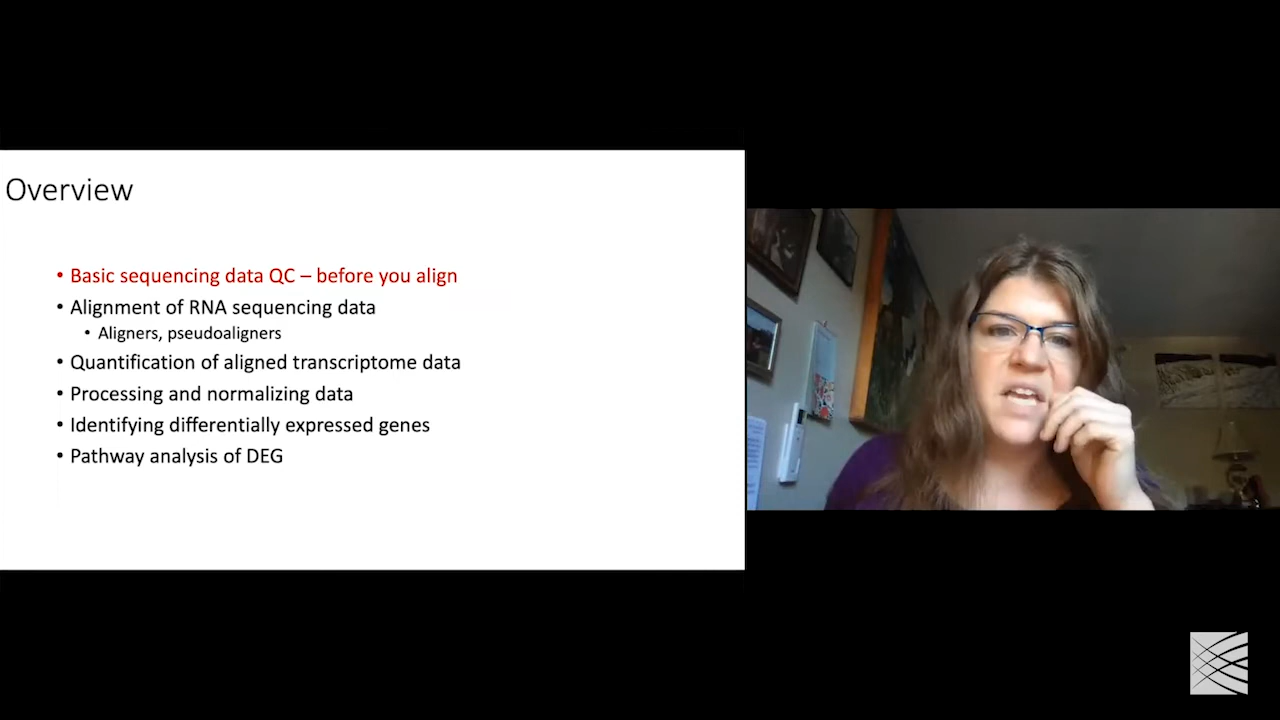 Overview
• Basic sequencing data QC – before you align
• Alignment of RNA sequencing data
• Aligners, pseudoaligners
• Quantification of aligned transcriptome data
• Processing and normalizing data
• Identifying differentially expressed genes
• Pathway analysis of DEG